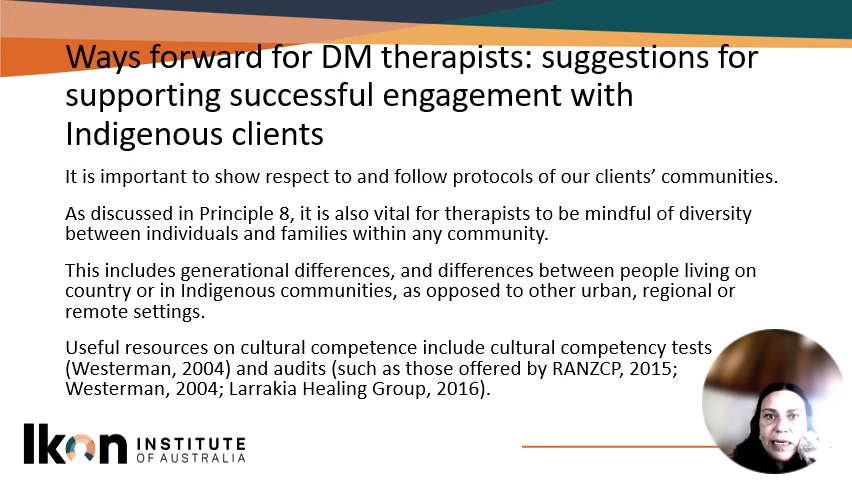 Ways forward for DM therapists: suggestions for
supporting successful engagement with
Indigenous clients
It is important to show respect to and follow protocols of our clients’ communities.
As discussed in Principle 8, it is also vital for therapists to be mindful of diversity
between individuals and families within any community.
This includes generational differences, and differences between people living on
country or in Indigenous communities, as opposed to other urban, regional or
remote settings.
Useful resources on cultural competence include cultural competency tests
(Westerman, 2004) and audits (such as those offered by RANZCP, 2015;
Westerman, 2004; Larrakia Healing Group, 2016).
Ikon INSTITUTE
OF AUSTRALIA